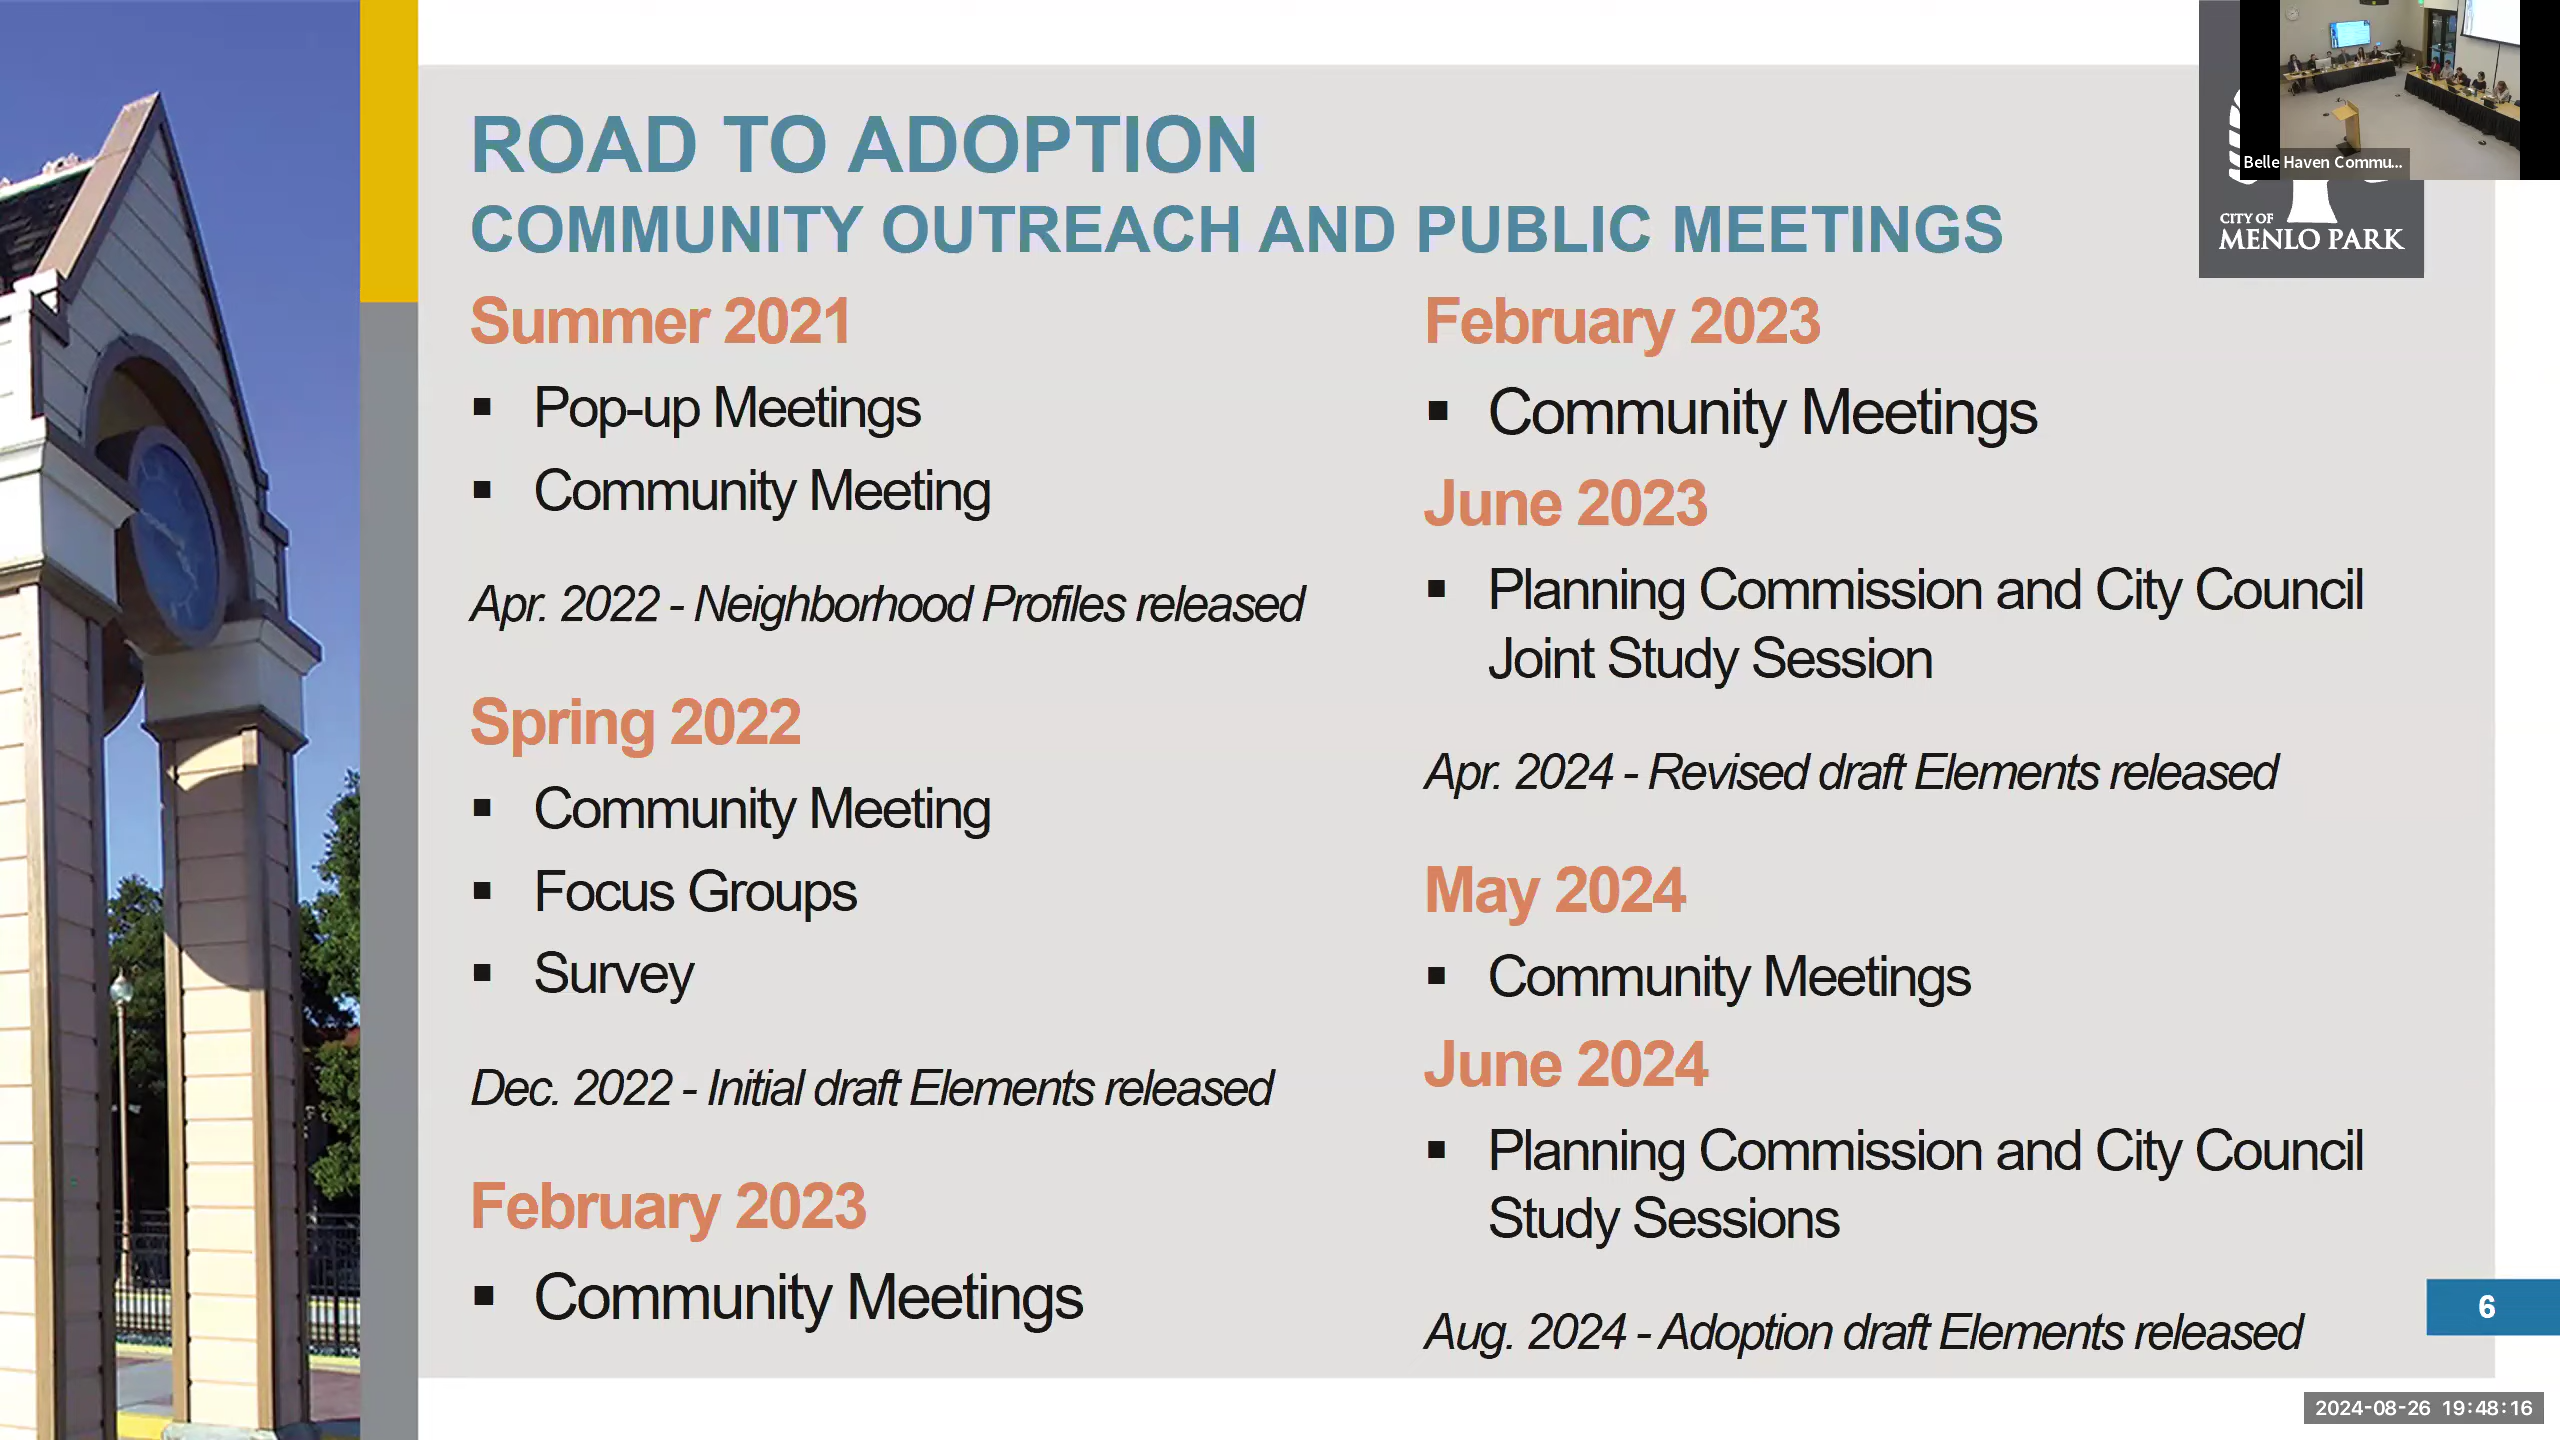 ROAD TO ADOPTION
COMMUNITY OUTREACH AND PUBLIC MEETINGS
Summer 2021
▪ Pop-up Meetings
▪ Community Meeting
Apr. 2022 - Neighborhood Profiles released
Spring 2022
▪ Community Meeting
▪ Focus Groups
▪ Survey
Dec. 2022 - Initial draft Elements released
February 2023
▪ Community Meetings
February 2023
▪ Community Meetings
June 2023
▪ Planning Commission and City Council
Joint Study Session
Apr. 2024 - Revised draft Elements released
May 2024
▪ Community Meetings
June 2024
▪ Planning Commission and City Council
Study Sessions
Aug. 2024 - Adoption draft Elements released
Belle Haven Commu...
CITY OF
MENLO PARK
6
2024-08-26 19:48:16